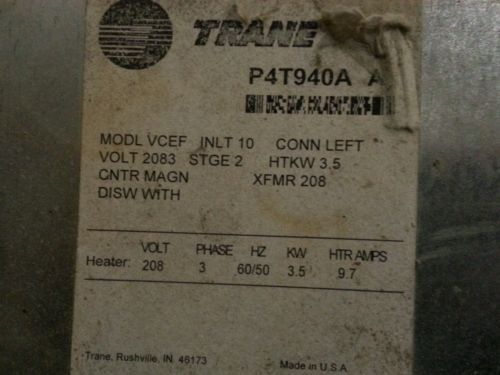 TRANE
P4T940A A
MODL VCEF INLT 10 CONN LEFT
VOLT 2083 STGE 2 HTKW 3.5
CNTR MAGN XFMR 208
DISW WITH
VOLT PHASE HZ KW HTR AMPS
Heater: 208 3 60/50 3.5 9.7
Trane, Rushville, IN. 46173
Made in U.S.A.